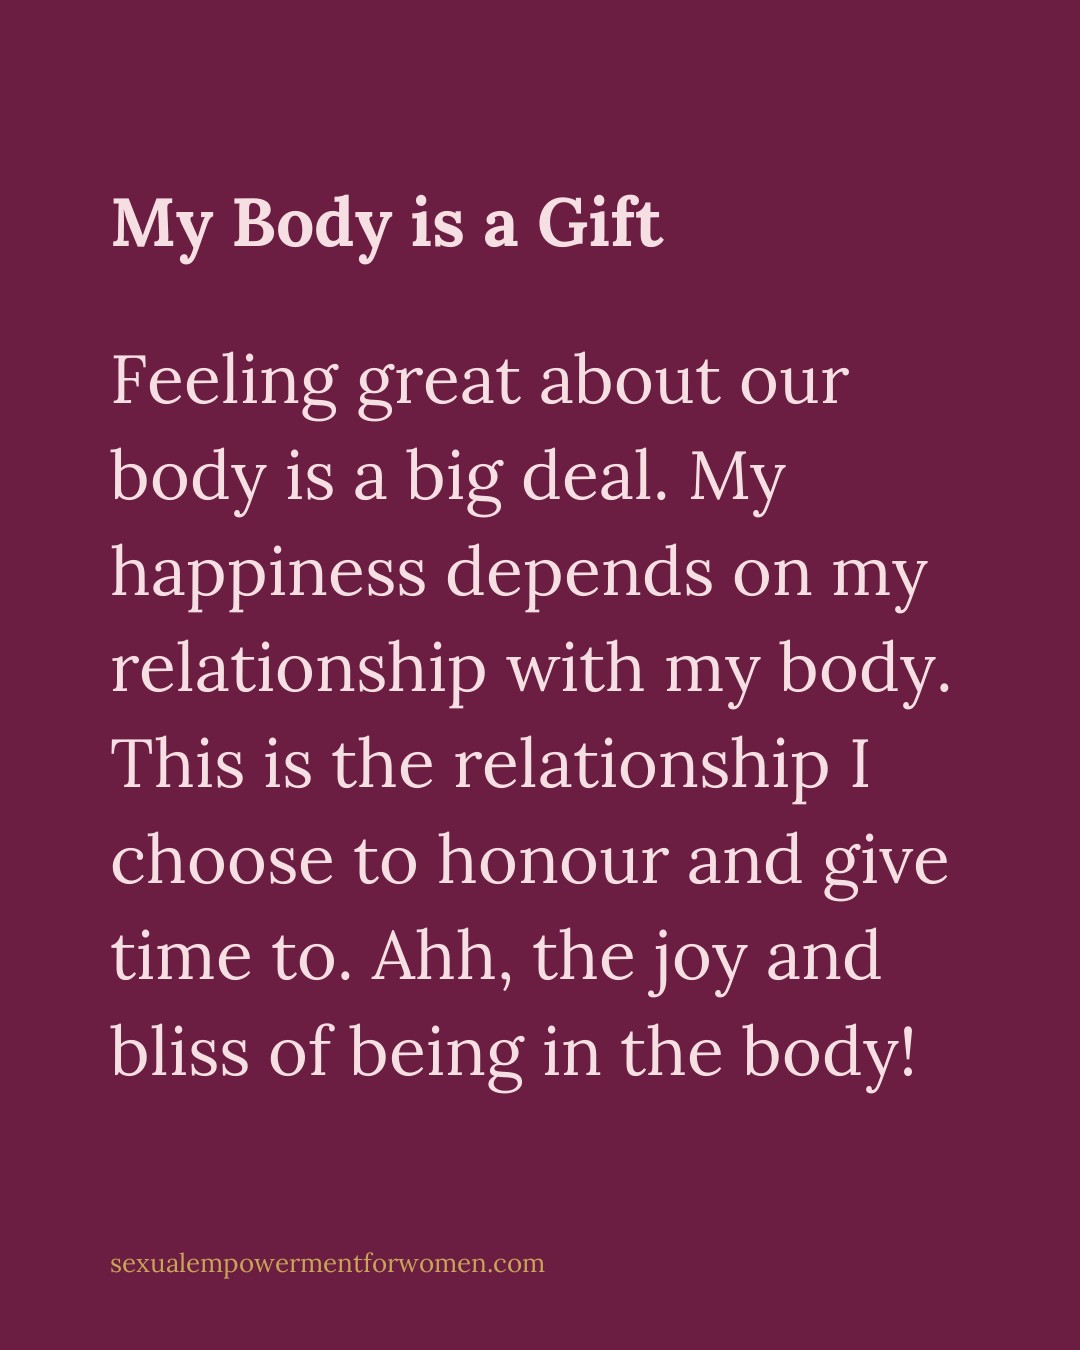 My Body is a Gift
Feeling great about our
body is a big deal. My
happiness depends on my
relationship with my body.
This is the relationship I
choose to honour and give
time to. Ahh, the joy and
bliss of being in the body!
sexualempowermentforwomen.com